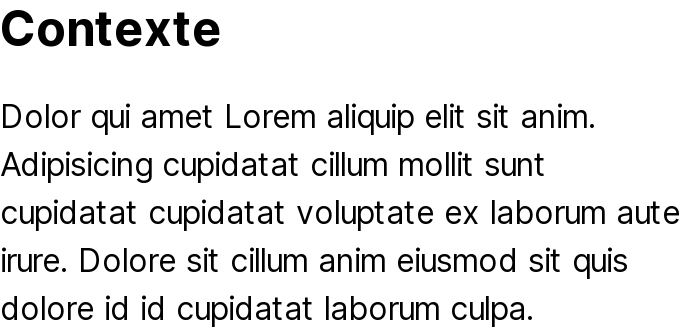 Contexte
Dolor qui amet Lorem aliquip elit sit anim.
Adipisicing cupidatat cillum mollit sunt
cupidatat cupidatat voluptate ex laborum aute
irure. Dolore sit cillum anim eiusmod sit quis
dolore id id cupidatat laborum culpa.